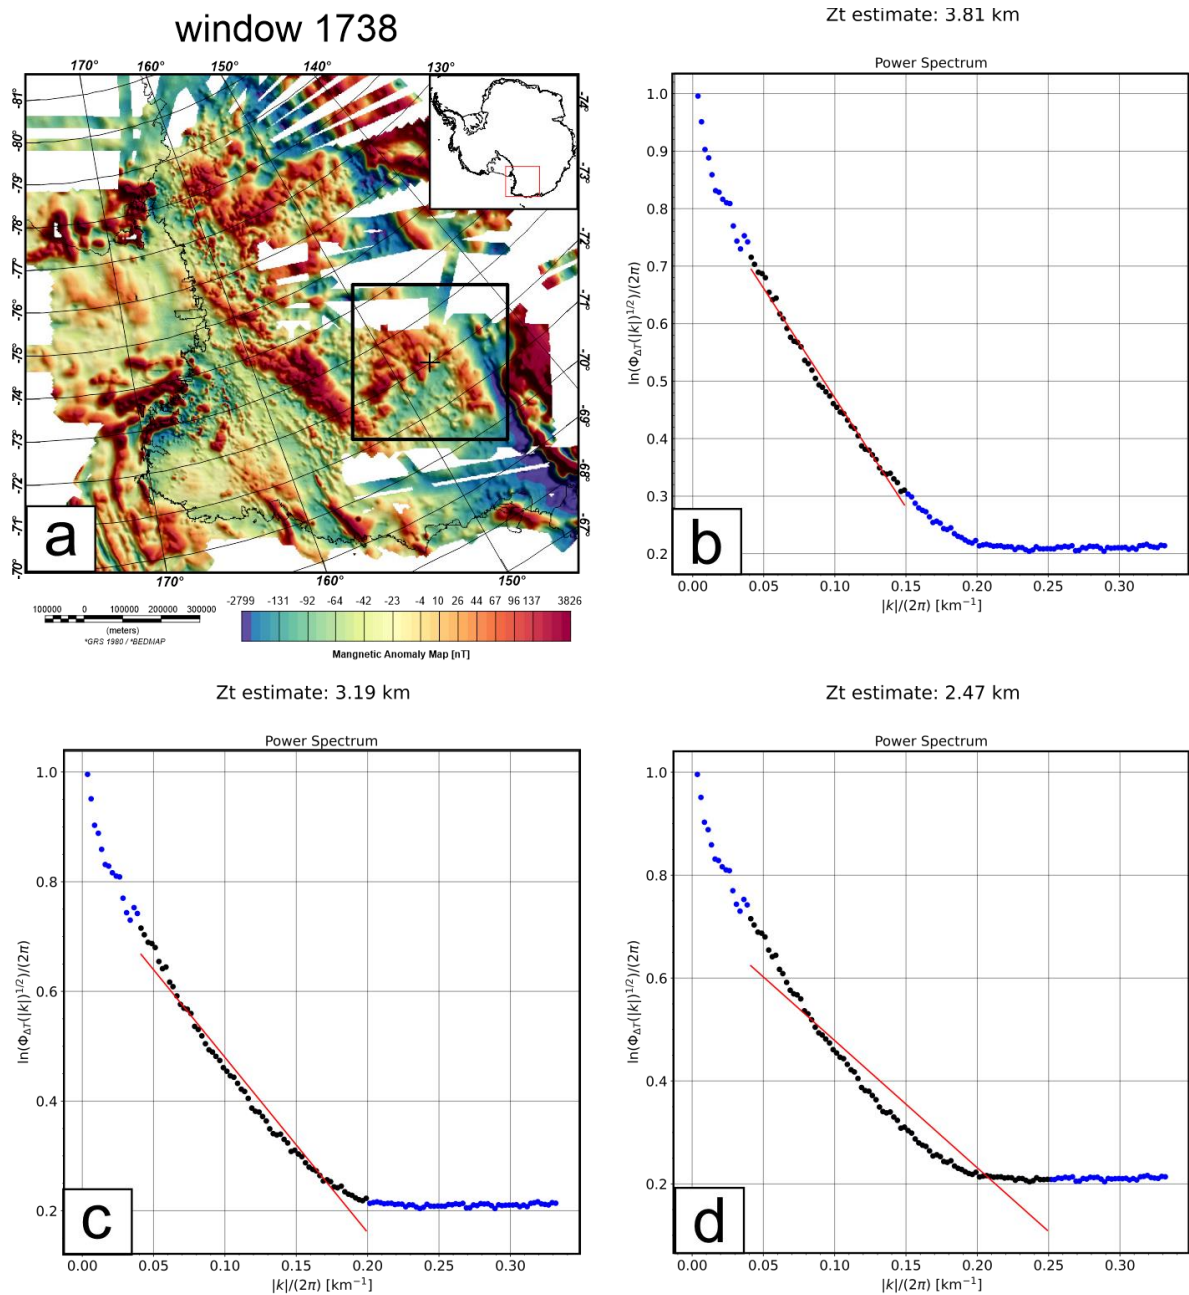 window 1738
170° 160° 150° 140° 130°
-81°
-80°
-79°
-78°
-77°
-76°
-75°
-74°
-73°
-72°
-71°
-70°
-74°
-73°
-72°
-71°
-70°
-69°
-68°
-67°
a
170° 160° 150°
100000 0 100000 200000 300000
(meters)
*GRS 1980 / *BEDMAP
-2799 -131 -92 -64 -42 -23 -4 10 26 44 67 96 137 3826
Mangnetic Anomaly Map [nT]
Zt estimate: 3.81 km
Power Spectrum
ln(Φ_ΔT(|k|)^1/2)/(2π)
1.0
0.9
0.8
0.7
0.6
0.5
0.4
0.3
0.2
b
0.00 0.05 0.10 0.15 0.20 0.25 0.30
|k|/(2π) [km⁻¹]
Zt estimate: 3.19 km
Power Spectrum
ln(Φ_ΔT(|k|)^1/2)/(2π)
1.0
0.8
0.6
0.4
0.2
c
0.00 0.05 0.10 0.15 0.20 0.25 0.30
|k|/(2π) [km⁻¹]
Zt estimate: 2.47 km
Power Spectrum
ln(Φ_ΔT(|k|)^1/2)/(2π)
1.0
0.8
0.6
0.4
0.2
d
0.00 0.05 0.10 0.15 0.20 0.25 0.30
|k|/(2π) [km⁻¹]